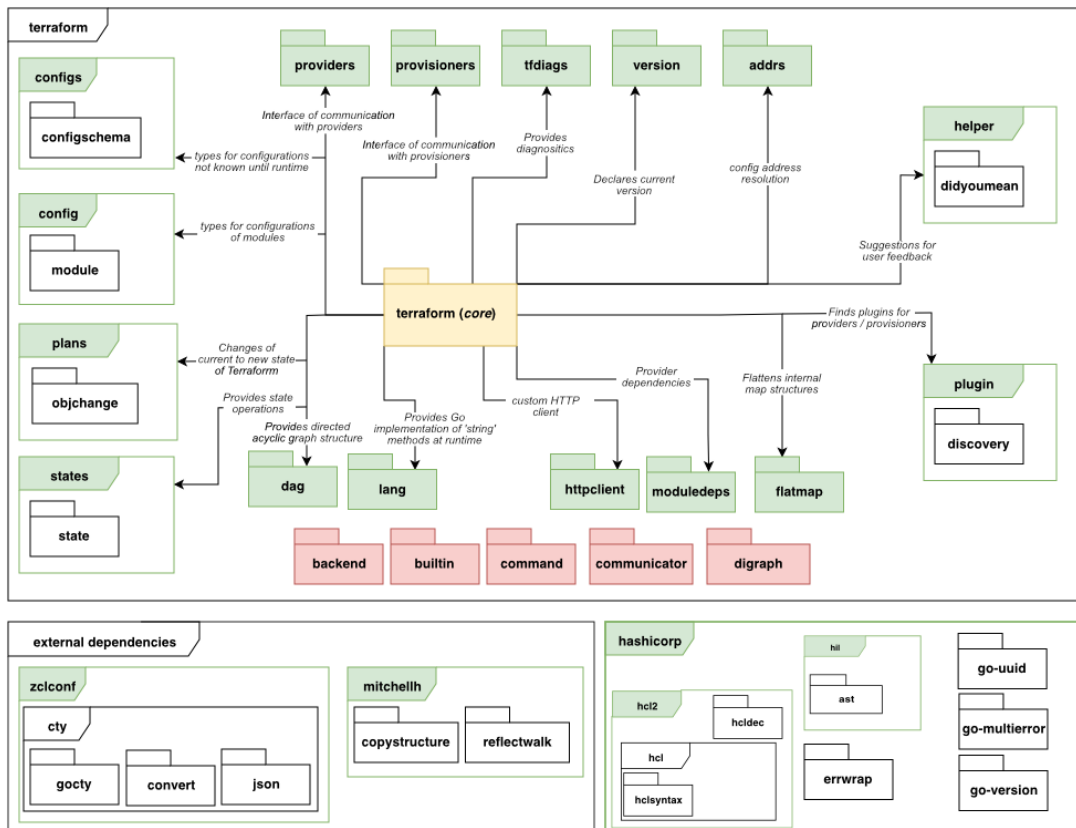 terraform
configs
configschema
config
module
plans
objchange
states
state
providers
provisioners
tfdiags
version
addrs
helper
didyoumean
plugin
discovery
Interface of communication
with providers
Interface of communication
with provisioners
Provides
diagnositics
Declares current
version
config address
resolution
types for configurations
not known until runtime
types for configurations
of modules
Suggestions for
user feedback
terraform (core)
Finds plugins for
providers / provisioners
Changes of
current to new state
of Terraforrm
Provides state
operations
Provides directed
acyclic graph structure
Provides Go
implementation of 'string'
methods at runtime
custom HTTP
client
Provider
dependencies
Flattens internal
map structures
dag
lang
httpclient
moduledeps
flatmap
backend
builtin
command
communicator
digraph
external dependencies
zclconf
cty
gocty
convert
json
mitchellh
copystructure
reflectwalk
hashicorp
hcl2
hcldec
hcl
hclsyntax
hil
ast
errwrap
go-uuid
go-multierror
go-version